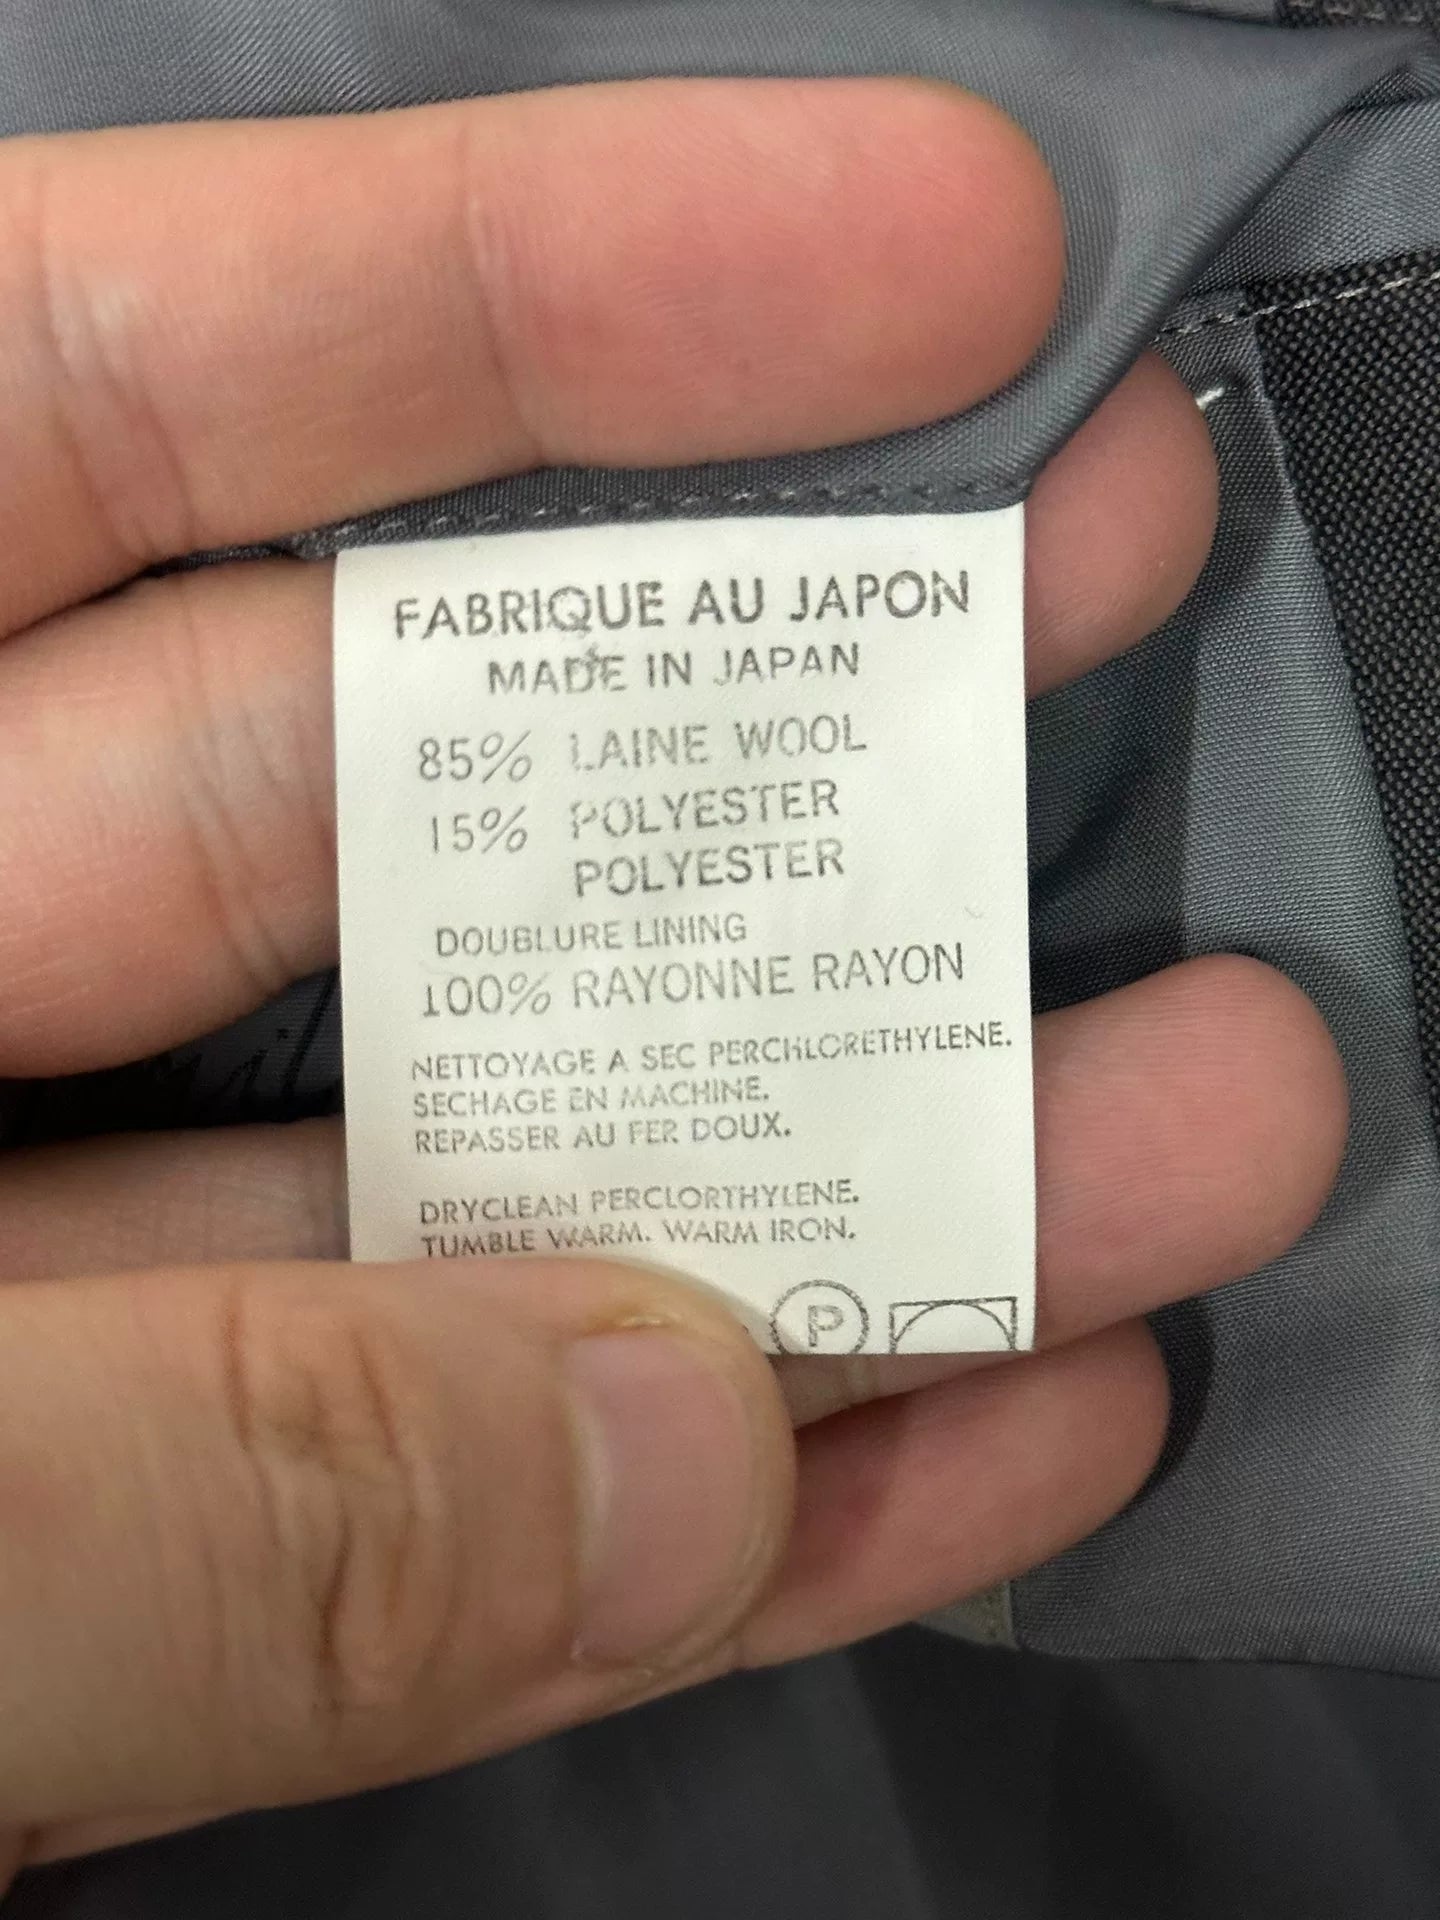 FABRIQUE AU JAPON
MADE IN JAPAN
85% LAINE WOOL
15% POLYESTER
POLYESTER
DOUBLURE LINING
100% RAYONNE RAYON
NETTOYAGE A SEC PERCHLORETHYLENE.
SECHAGE EN MACHINE.
REPASSER AU FER DOUX.
DRYCLEAN PERCLORTHYLENE.
TUMBLE WARM. WARM IRON.
P